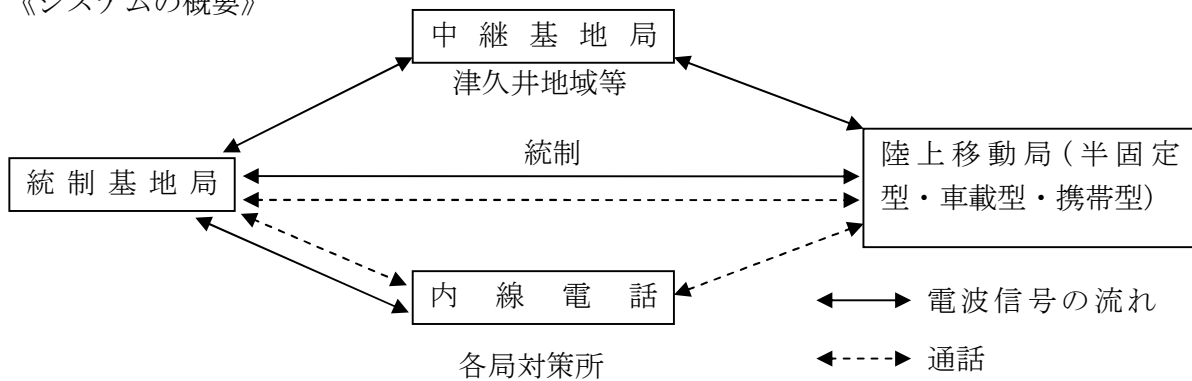 《システムの概要》
中継基地局
津久井地域等
統制
統制基地局
陸上移動局(半固定
型・車載型・携帯型)
内線電話
各局対策所
電波信号の流れ
通話